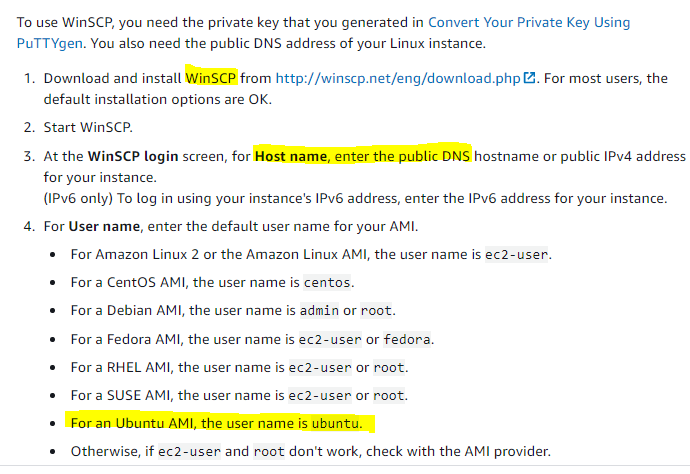 To use WinSCP, you need the private key that you generated in Convert Your Private Key Using
PuTTYgen. You also need the public DNS address of your Linux instance.
1. Download and install WinSCP from http://winscp.net/eng/download.php. For most users, the
default installation options are OK.
2. Start WinSCP.
3. At the WinSCP login screen, for Host name, enter the public DNS hostname or public IPv4 address
for your instance.
(IPv6 only) To log in using your instance's IPv6 address, enter the IPv6 address for your instance.
4. For User name, enter the default user name for your AMI.
• For Amazon Linux 2 or the Amazon Linux AMI, the user name is ec2-user.
• For a CentOS AMI, the user name is centos.
• For a Debian AMI, the user name is admin or root.
• For a Fedora AMI, the user name is ec2-user or fedora.
• For a RHEL AMI, the user name is ec2-user or root.
• For a SUSE AMI, the user name is ec2-user or root.
• For an Ubuntu AMI, the user name is ubuntu.
• Otherwise, if ec2-user and root don't work, check with the AMI provider.